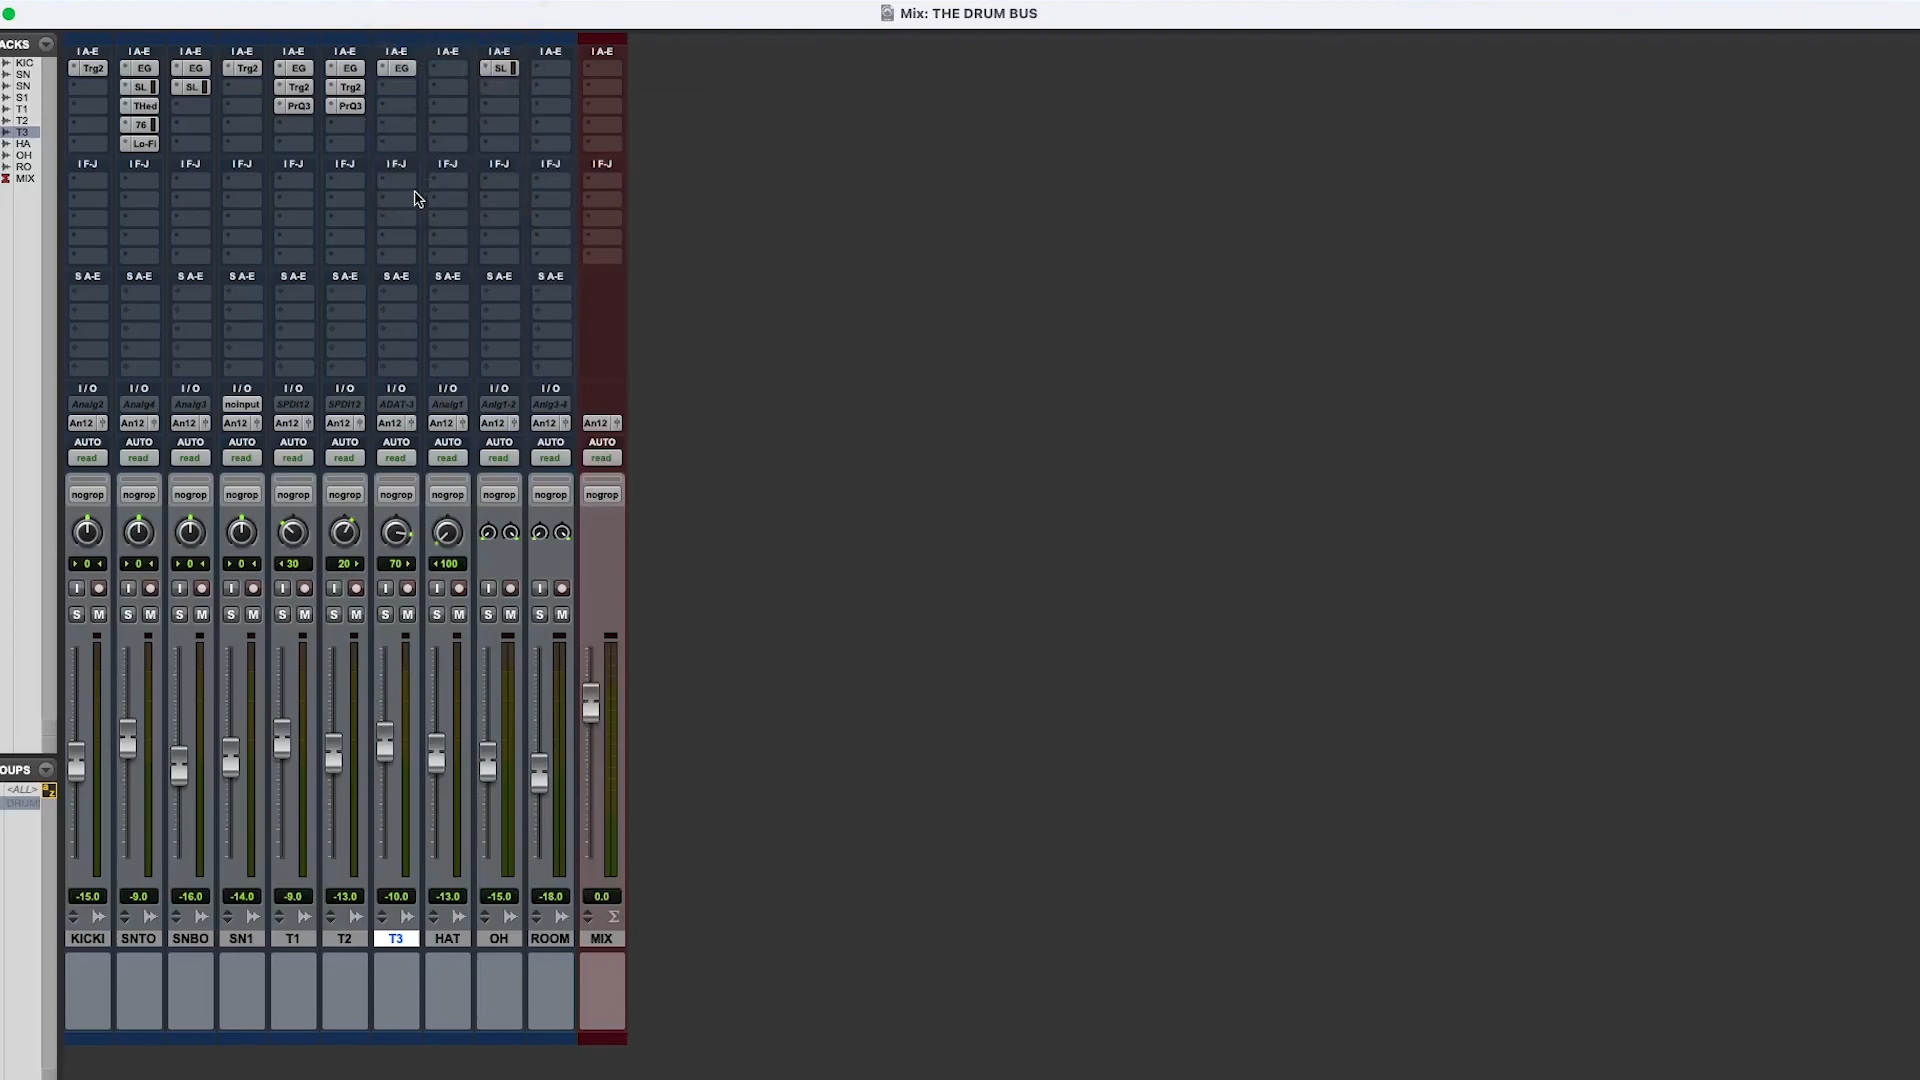 Mix: THE DRUM BUS
ACKS
KIC
SN
SN
S1
T1
T2
T3
HA
OH
RO
MIX
I A-E I A-E I A-E I A-E I A-E I A-E I A-E I A-E I A-E I A-E I A-E
Trg2 EG EG Trg2 EG EG EG SL
SL SL Trg2 Trg2
THed PrQ3 PrQ3
76
Lo-Fi
I F-J I F-J I F-J I F-J I F-J I F-J I F-J I F-J I F-J I F-J I F-J
S A-E S A-E S A-E S A-E S A-E S A-E S A-E S A-E S A-E S A-E
I / O I / O I / O I / O I / O I / O I / O I / O I / O I / O
Analg2 Analg4 Analg3 noinput SPDI12 SPDI12 ADAT-3 Analg1 Anlg1-2 Anlg3-4
An12 An12 An12 An12 An12 An12 An12 An12 An12 An12 An12
AUTO AUTO AUTO AUTO AUTO AUTO AUTO AUTO AUTO AUTO AUTO
read read read read read read read read read read read
nogrop nogrop nogrop nogrop nogrop nogrop nogrop nogrop nogrop nogrop nogrop
0 0 0 0 30 20 70 100
I I I I I I I I I I
S M S M S M S M S M S M S M S M S M S M
OUPS
<ALL>
DRUM
-15.0 -9.0 -16.0 -14.0 -9.0 -13.0 -10.0 -13.0 -15.0 -18.0 0.0
KICKI SNTO SNBO SN1 T1 T2 T3 HAT OH ROOM MIX